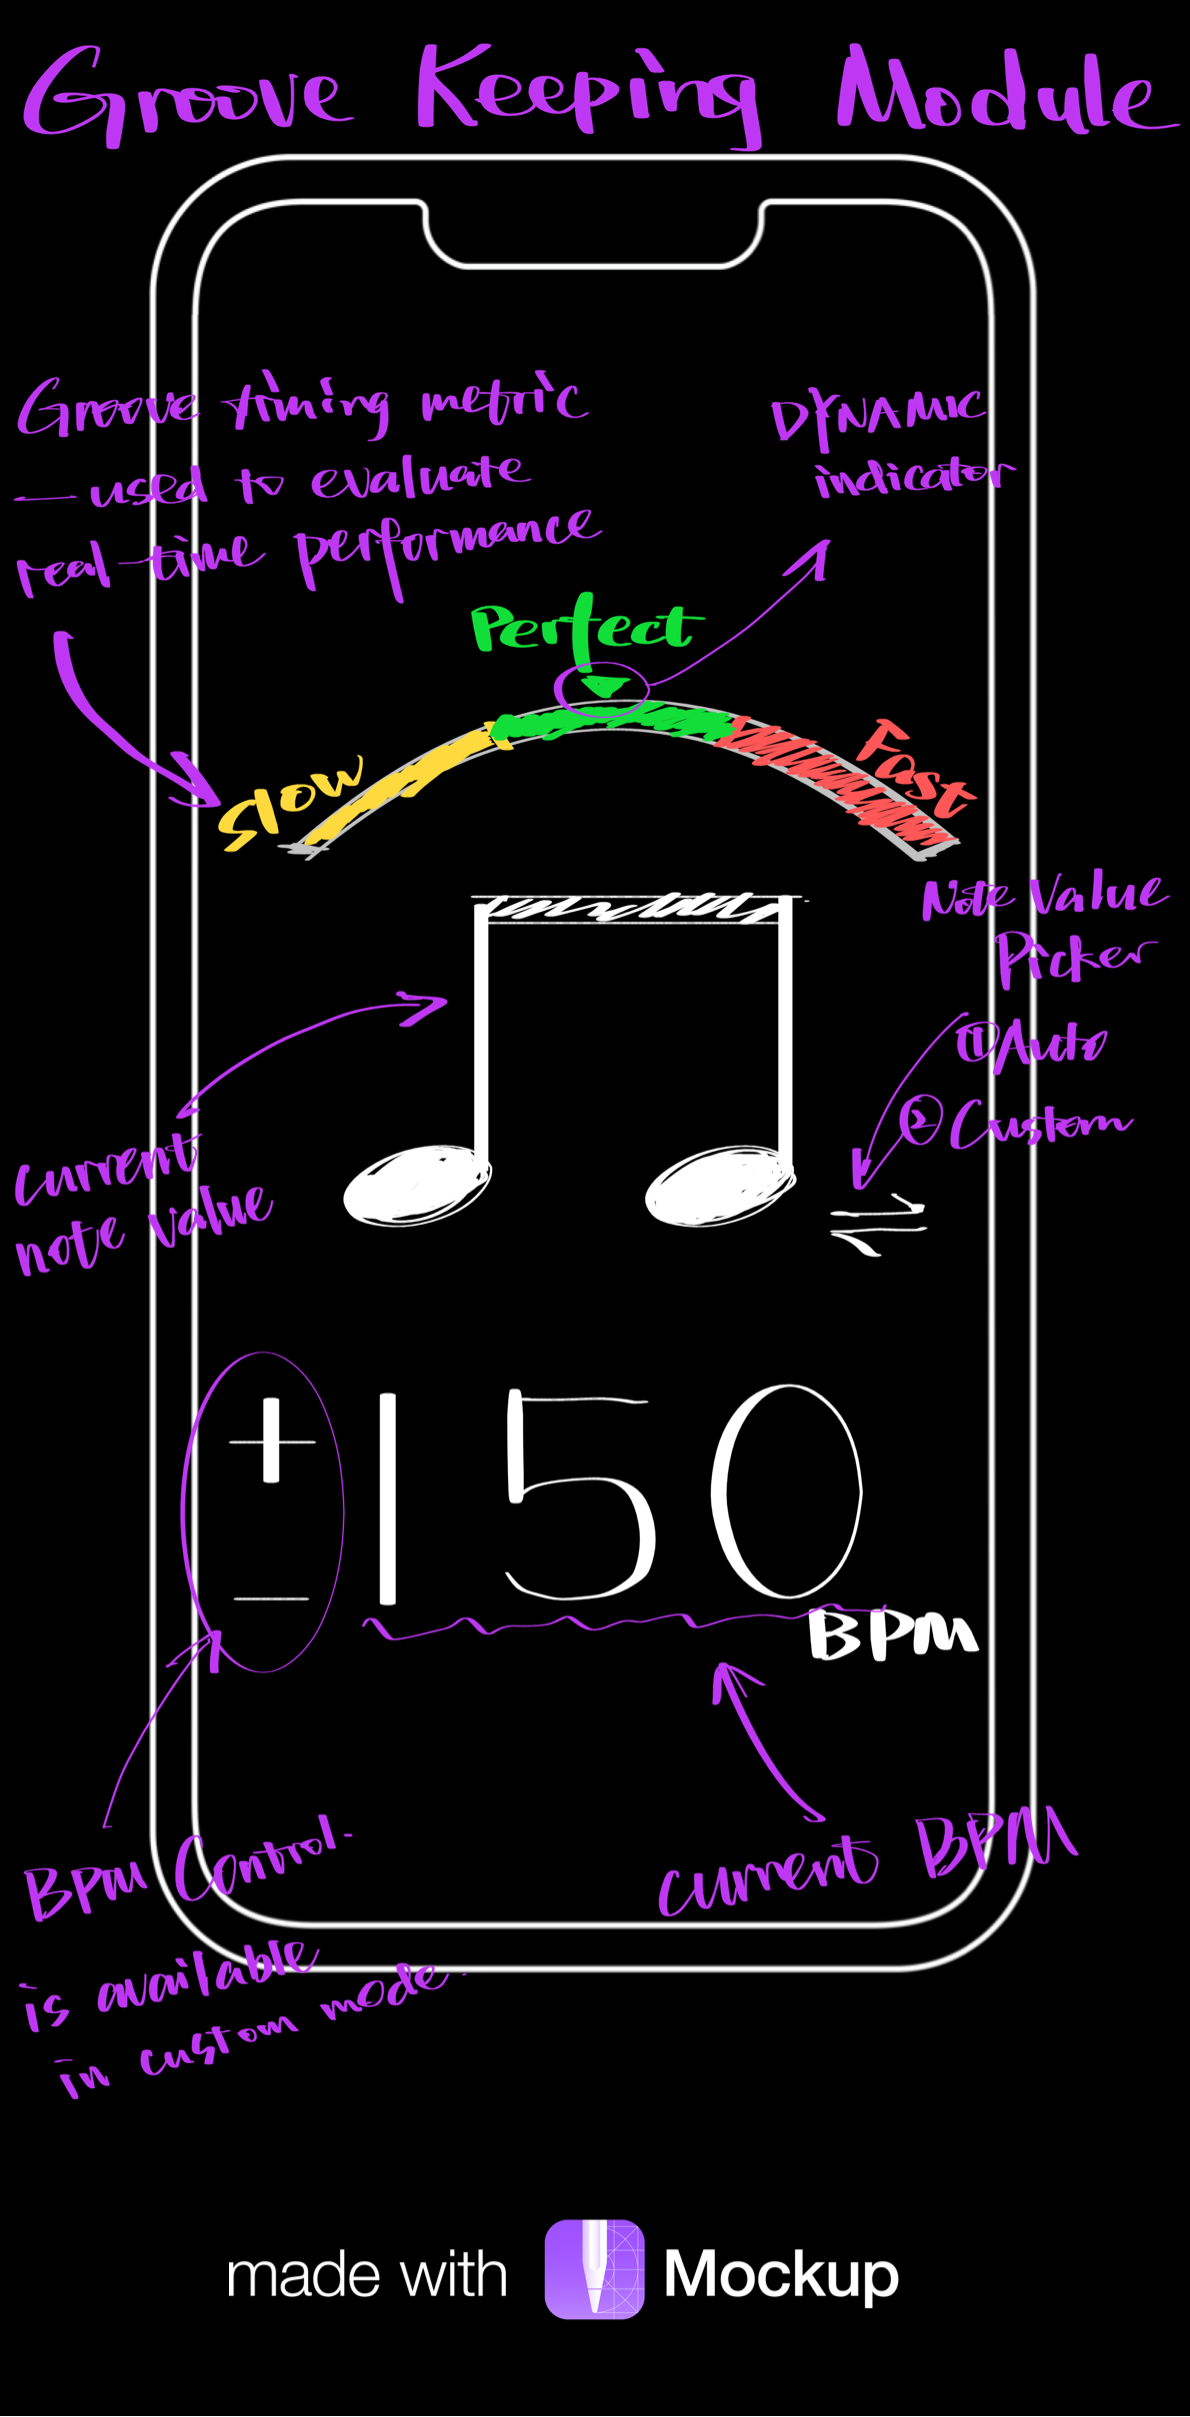 Groove Keeping Module
Groove timing metric
— used to evaluate
real-time performance
DYNAMIC
indicator
Perfect
Slow
Fast
Note Value
Picker
① Auto
② Custom
current
note value
+
150
−
BPM
current BPM
BPM Control.
is available
in custom mode.
made with Mockup